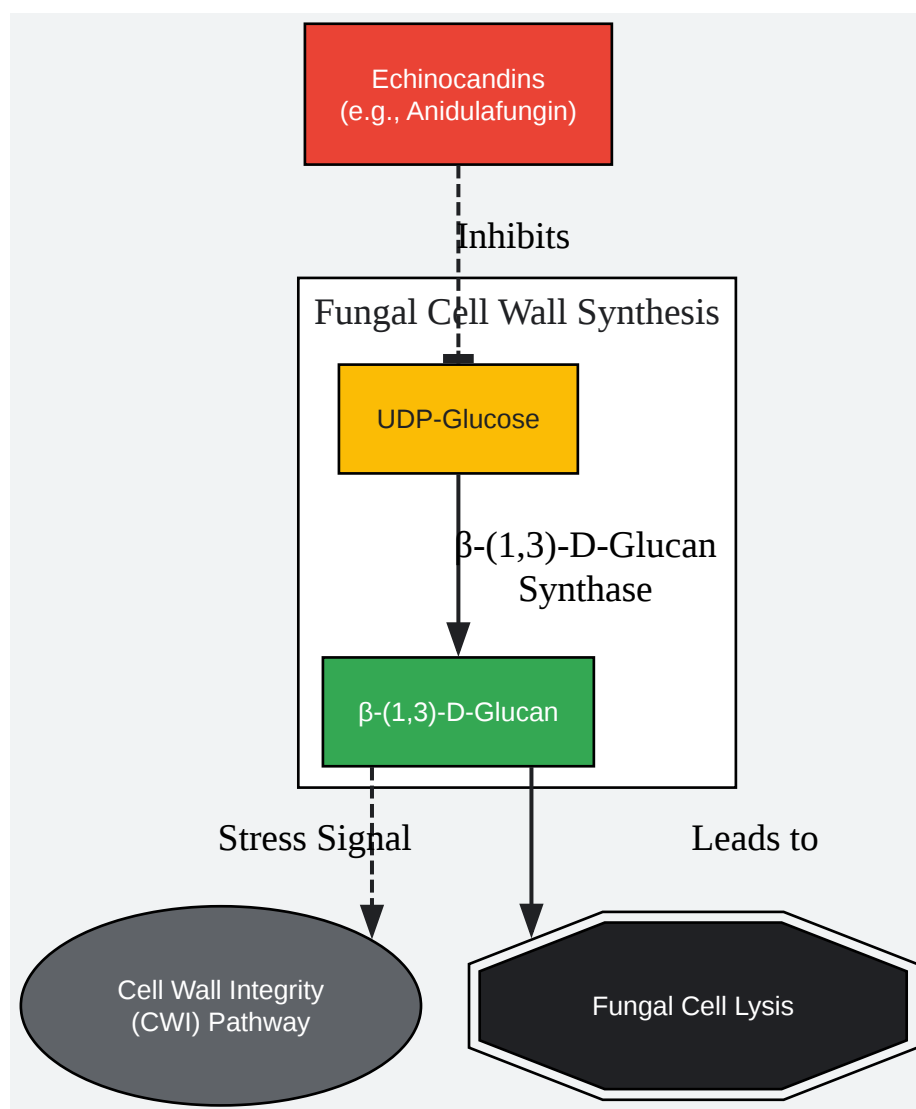 Echinocandins
(e.g., Anidulafungin)
Inhibits
Fungal Cell Wall Synthesis
UDP-Glucose
β-(1,3)-D-Glucan
Synthase
β-(1,3)-D-Glucan
Stress Signal
Leads to
Cell Wall Integrity
(CWI) Pathway
Fungal Cell Lysis